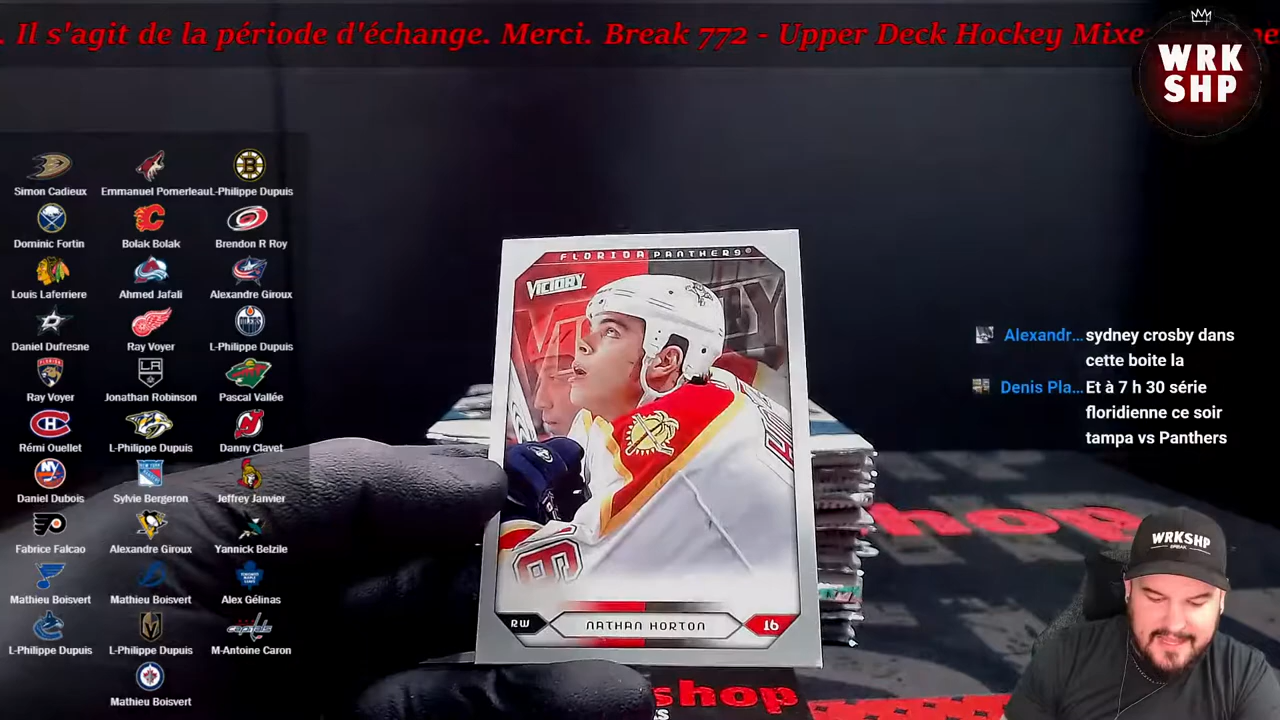 . Il s'agit de la période d'échange. Merci. Break 772 - Upper Deck Hockey Mixe
WRK
SHP
Simon Cadieux
Emmanuel Pomerleau
L-Philippe Dupuis
Dominic Fortin
Bolak Bolak
Brendon R Roy
Louis Laferriere
Ahmed Jafali
Alexandre Giroux
Daniel Dufresne
Ray Voyer
L-Philippe Dupuis
Ray Voyer
Jonathan Robinson
Pascal Vallée
Rémi Ouellet
L-Philippe Dupuis
Danny Clavet
Daniel Dubois
Sylvie Bergeron
Jeffrey Janvier
Fabrice Falcao
Alexandre Giroux
Yannick Belzile
Mathieu Boisvert
Mathieu Boisvert
Alex Gélinas
L-Philippe Dupuis
L-Philippe Dupuis
M-Antoine Caron
Mathieu Boisvert
FLORIDA PANTHERS
VICTORY
RW
NATHAN HORTON
16
Alexandr... sydney crosby dans
cette boite la
Denis Pla... Et à 7 h 30 série
floridienne ce soir
tampa vs Panthers
hop
shop
WRKSHP
BREAK